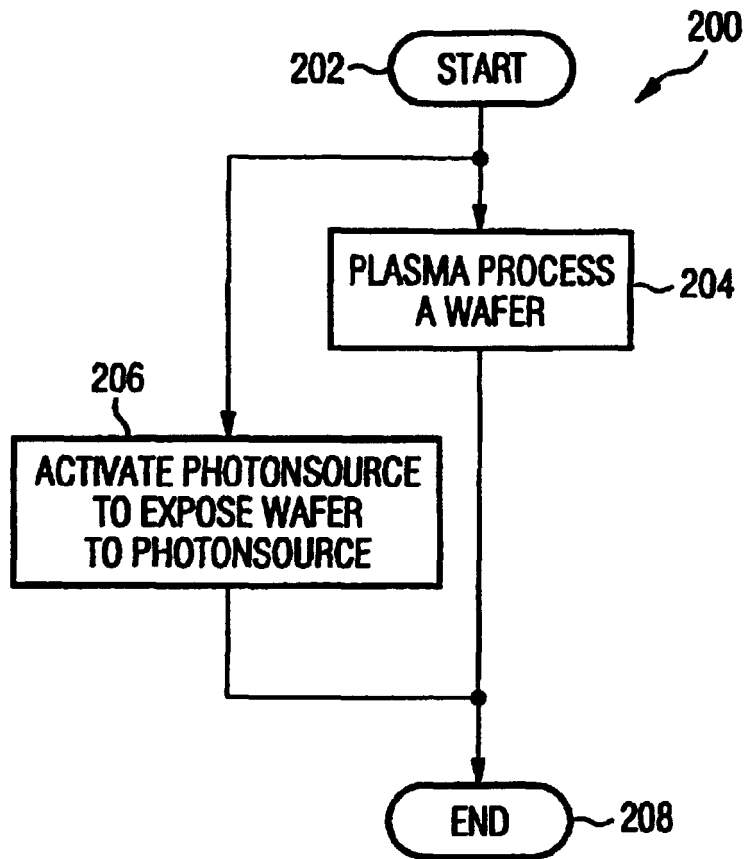 200
202
START
PLASMA PROCESS
A WAFER
204
206
ACTIVATE PHOTONSOURCE
TO EXPOSE WAFER
TO PHOTONSOURCE
END
208